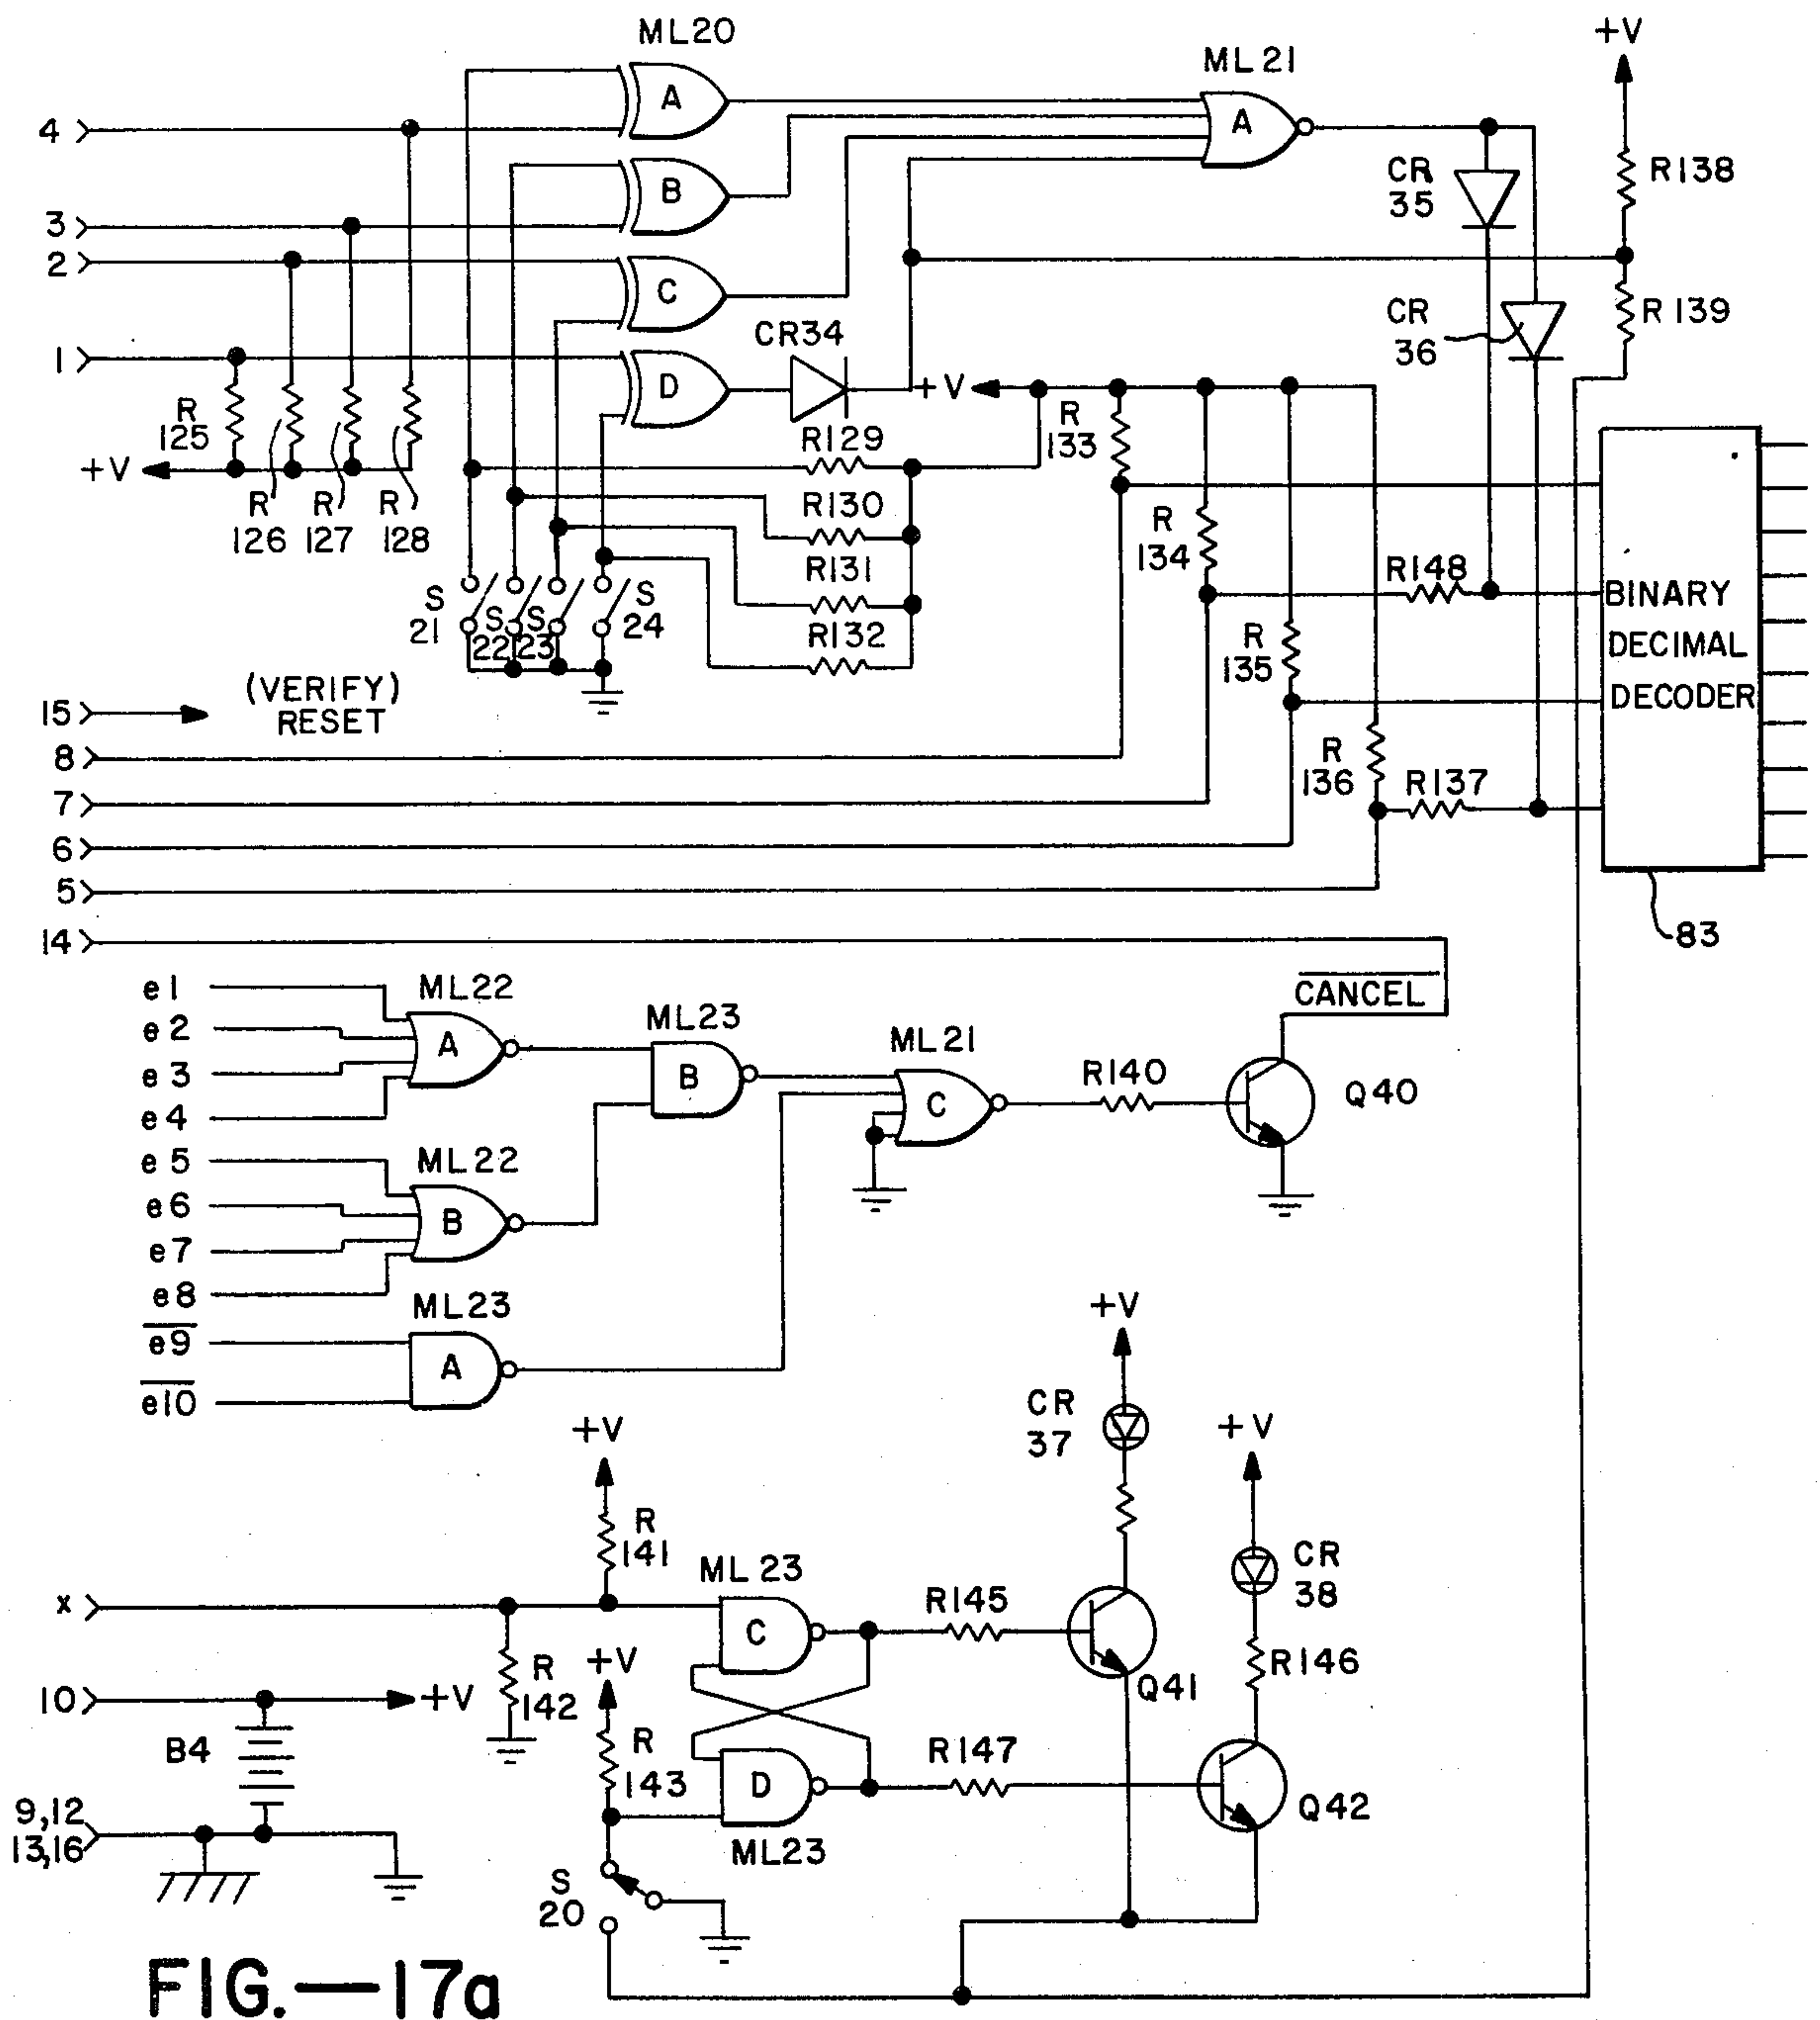 ML20
+V
ML21
A
A
4
CR
35
R138
B
3
2
C
CR
36
R139
CR34
1
D
+V
R
125
R
133
R129
+V
R
126
R
127
R
128
R130
R
134
R131
R148
S
21
S
22
S
23
S
24
R132
R
135
BINARY
DECIMAL
DECODER
(VERIFY)
RESET
15
8
R
136
R137
7
6
5
14
83
CANCEL
e1
ML22
e2
A
ML23
e3
B
ML21
e4
C
R140
Q40
e5
ML22
e6
B
e7
e8
ML23
e9
A
e10
+V
CR
37
+V
+V
R
141
ML23
CR
38
x
C
R145
R
142
+V
Q41
R146
10
+V
B4
R
143
D
R147
Q42
ML23
9,12
13,16
S
20
FIG.—17a